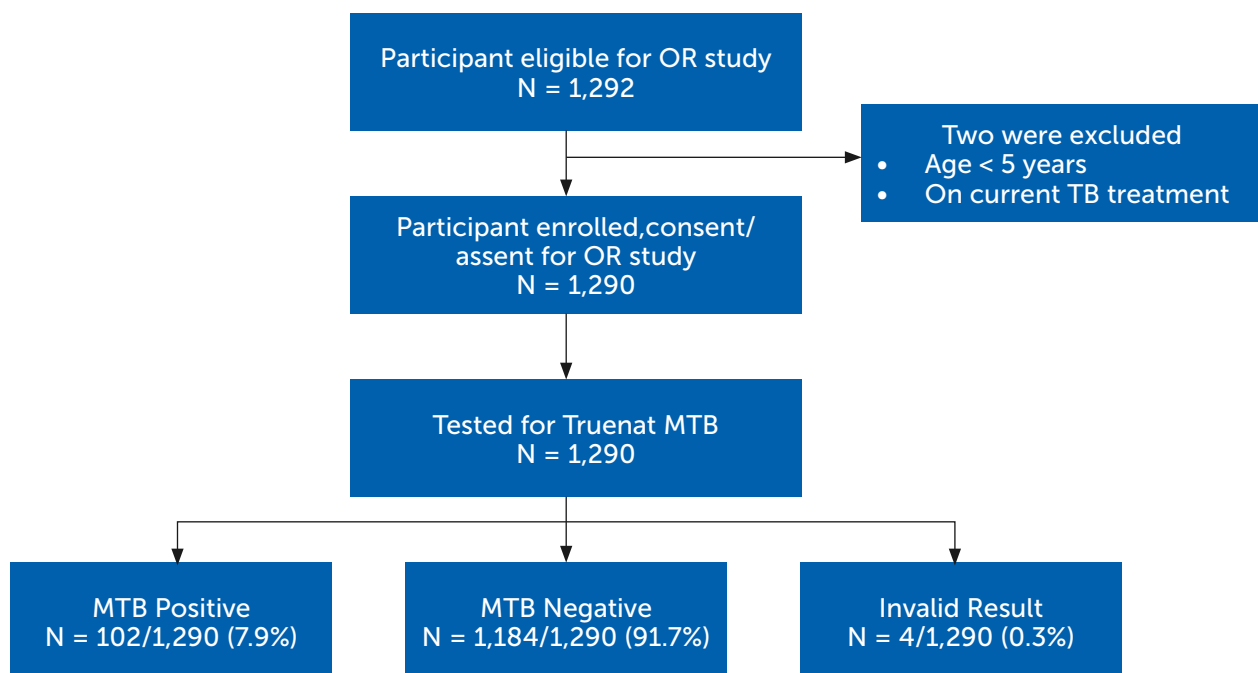 Participant eligible for OR study
N = 1,292
Two were excluded
• Age < 5 years
• On current TB treatment
Participant enrolled,consent/
assent for OR study
N = 1,290
Tested for Truenat MTB
N = 1,290
MTB Positive
N = 102/1,290 (7.9%)
MTB Negative
N = 1,184/1,290 (91.7%)
Invalid Result
N = 4/1,290 (0.3%)